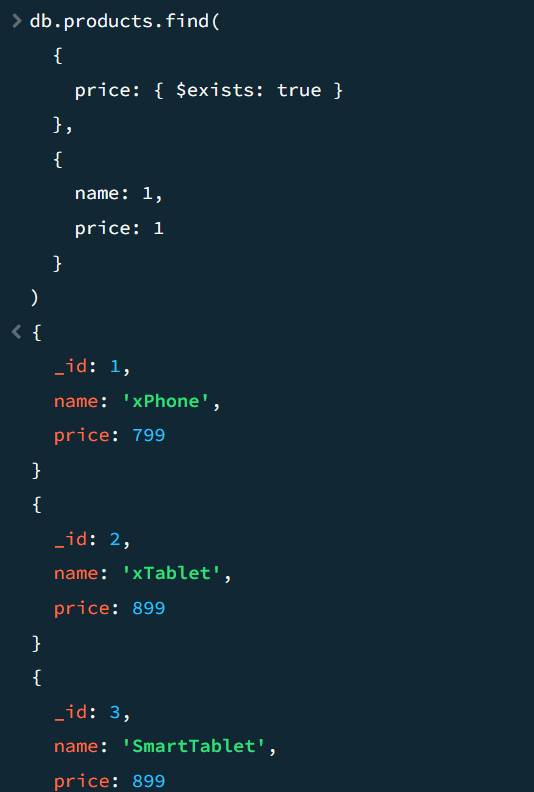 > db.products.find(
{
price: { $exists: true }
},
{
name: 1,
price: 1
}
)
< {
_id: 1,
name: 'xPhone',
price: 799
}
{
_id: 2,
name: 'xTablet',
price: 899
}
{
_id: 3,
name: 'SmartTablet',
price: 899